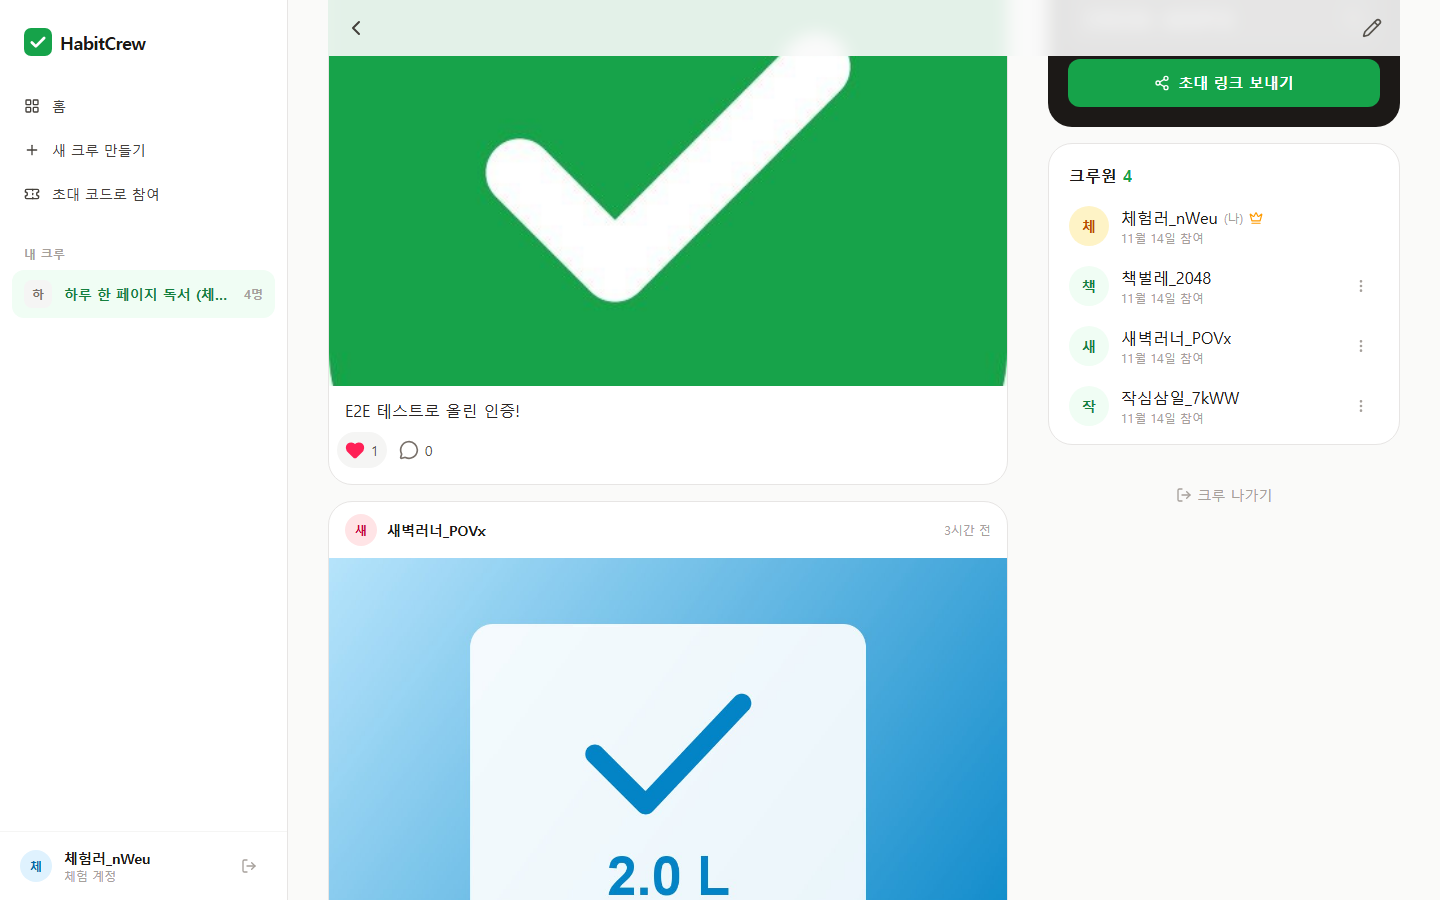 HabitCrew
홈
새 크루 만들기
초대 코드로 참여
내 크루
하
하루 한 페이지 독서 (체...
4명
체
체험러_nWeu
체험 계정
E2E 테스트로 올린 인증!
1
0
새
새벽러너_POVx
3시간 전
2.0 L
초대 링크 보내기
크루원 4
체
체험러_nWeu (나)
11월 14일 참여
책
책벌레_2048
11월 14일 참여
새
새벽러너_POVx
11월 14일 참여
작
작심삼일_7kWW
11월 14일 참여
크루 나가기